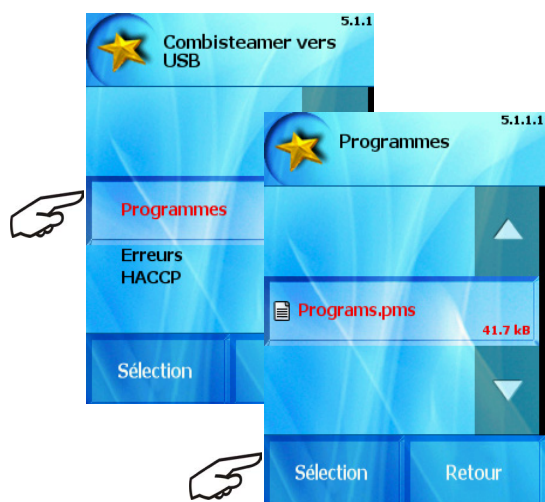 5.1.1
Combisteamer vers
USB
Programmes
Erreurs
HACCP
Sélection
5.1.1.1
Programmes
Programs.pms
41.7 kB
Sélection
Retour